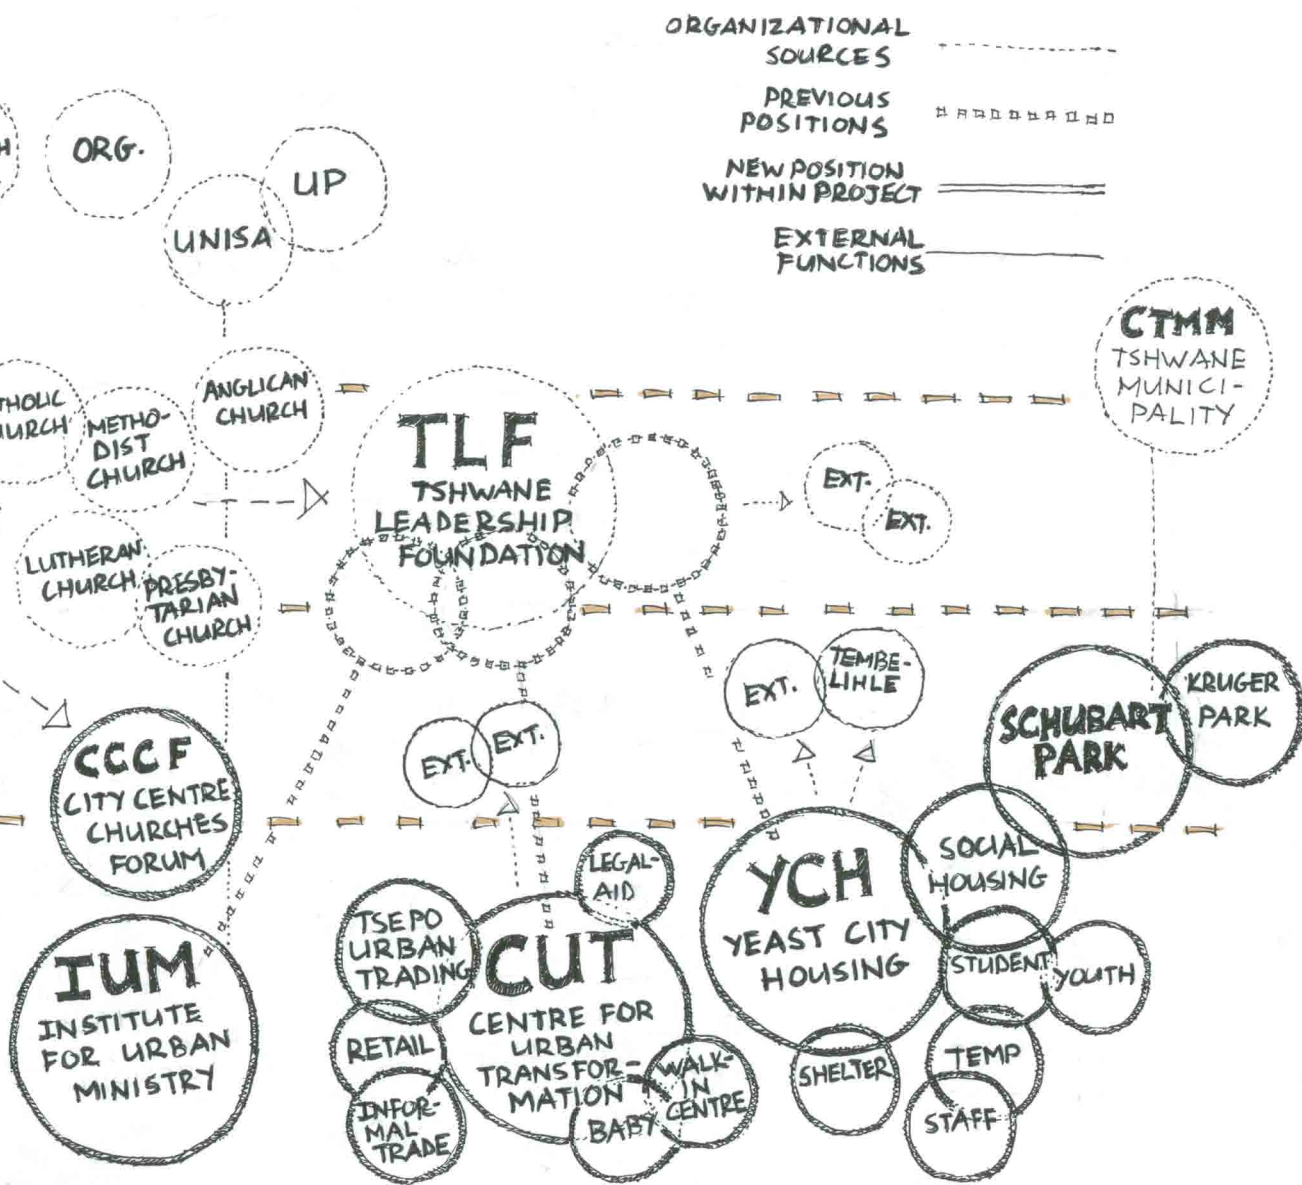 ORGANIZATIONAL
SOURCES
PREVIOUS
POSITIONS
NEW POSITION
WITHIN PROJECT
EXTERNAL
FUNCTIONS
H
ORG.
UP
UNISA
CTMM
TSHWANE
MUNICI-
PALITY
THOLIC
URCH
METHO-
DIST
CHURCH
ANGLICAN
CHURCH
TLF
TSHWANE
LEADERSHIP
FOUNDATION
EXT.
EXT.
LUTHERAN
CHURCH
PRESBY-
TARIAN
CHURCH
EXT.
TEMBE-
LIHLE
SCHUBART
PARK
KRUGER
PARK
CCCF
CITY CENTRE
CHURCHES
FORUM
EXT.
EXT.
LEGAL-
AID
YCH
YEAST CITY
HOUSING
SOCIAL
HOUSING
STUDENT
YOUTH
SHELTER
TEMP
STAFF
IUM
INSTITUTE
FOR URBAN
MINISTRY
TSEPO
URBAN
TRADING
RETAIL
INFOR-
MAL
TRADE
CUT
CENTRE FOR
URBAN
TRANSFOR-
MATION
WALK-
IN
CENTRE
BABY